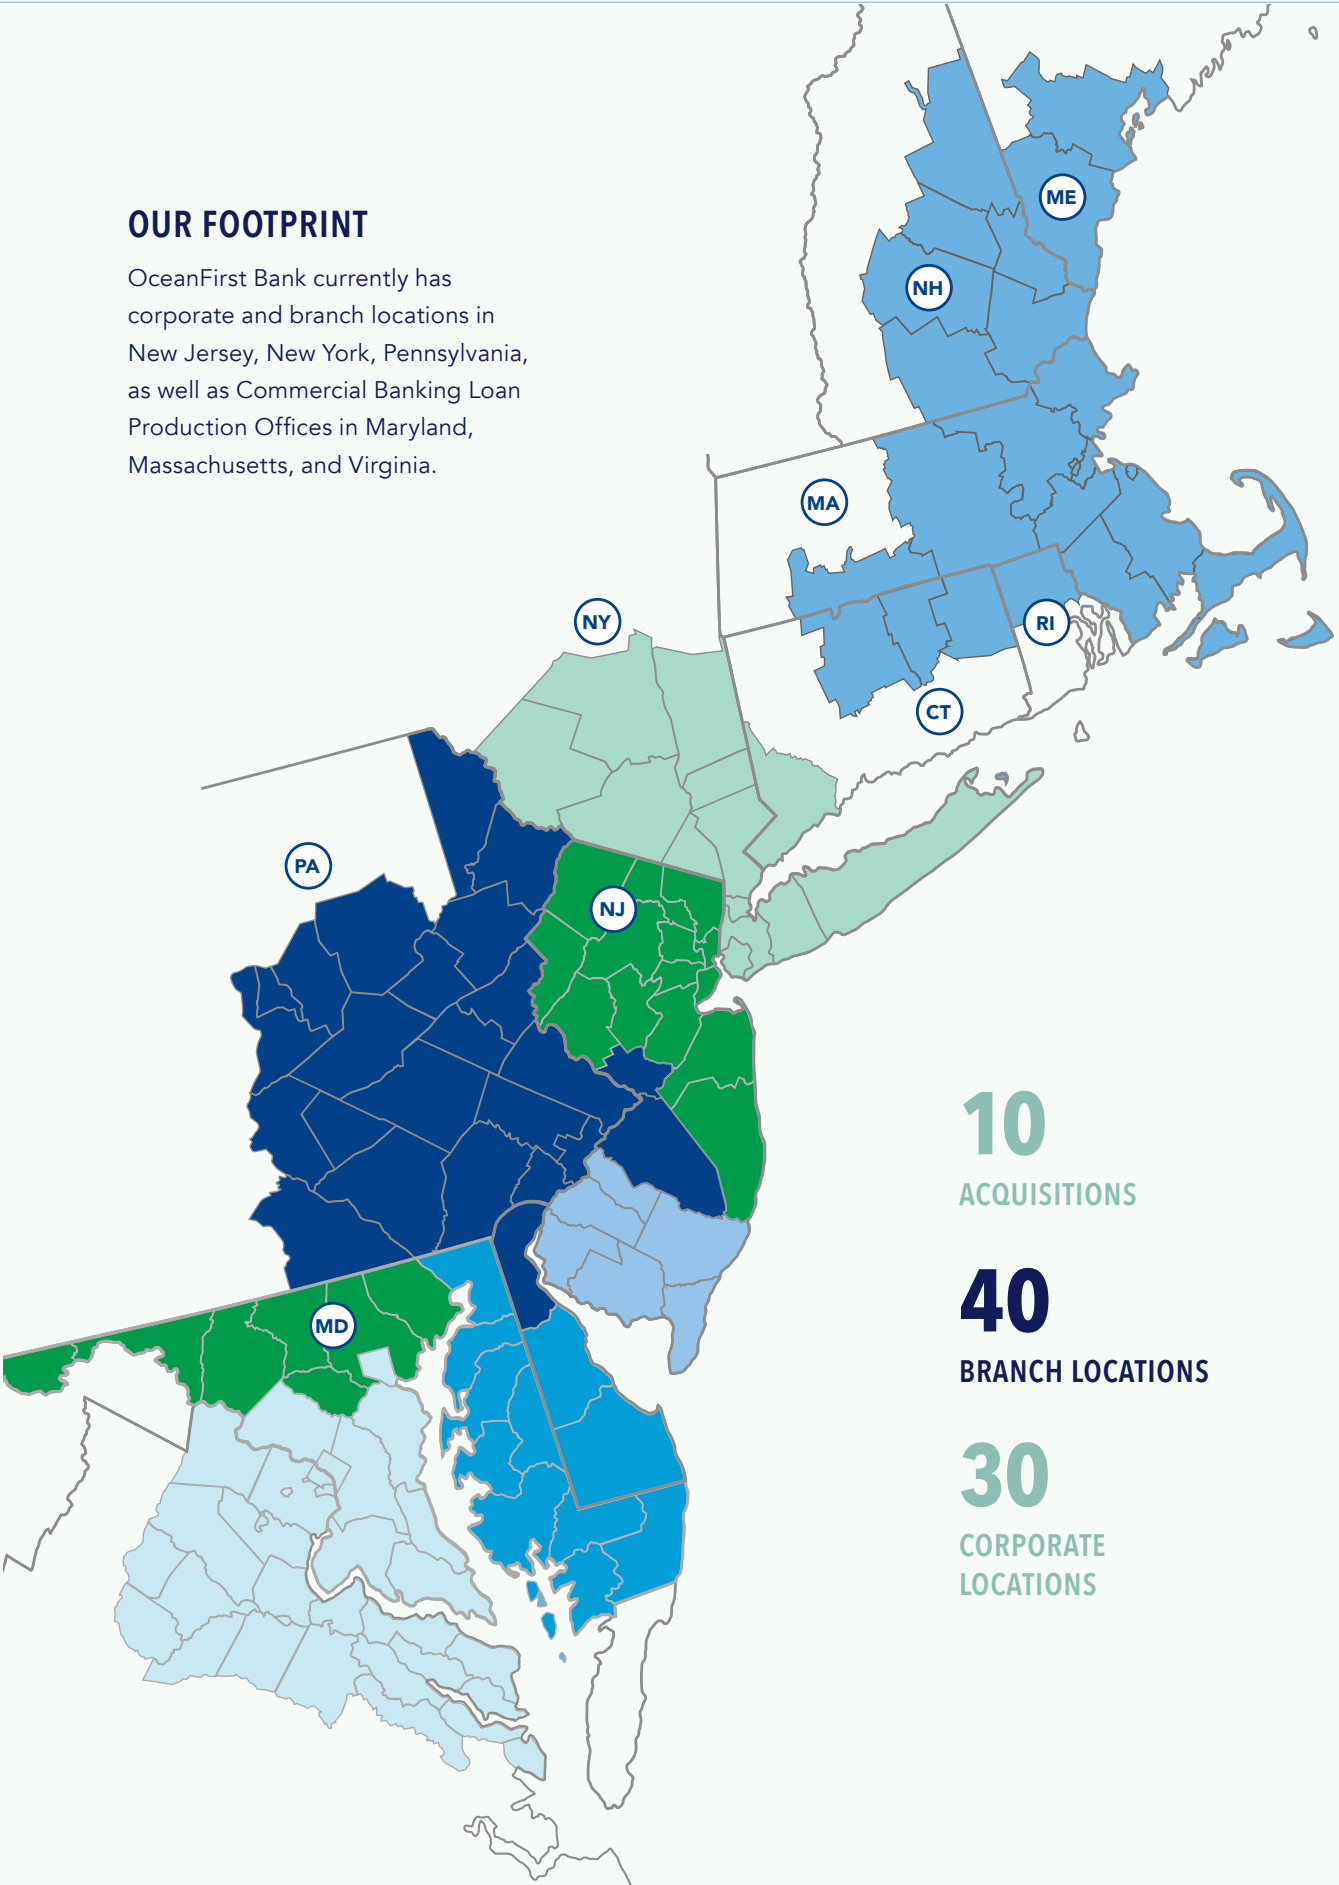 OUR FOOTPRINT
OceanFirst Bank currently has
corporate and branch locations in
New Jersey, New York, Pennsylvania,
as well as Commercial Banking Loan
Production Offices in Maryland,
Massachusetts, and Virginia.
ME
NH
MA
NY
RI
CT
PA
NJ
MD
10
ACQUISITIONS
40
BRANCH LOCATIONS
30
CORPORATE
LOCATIONS